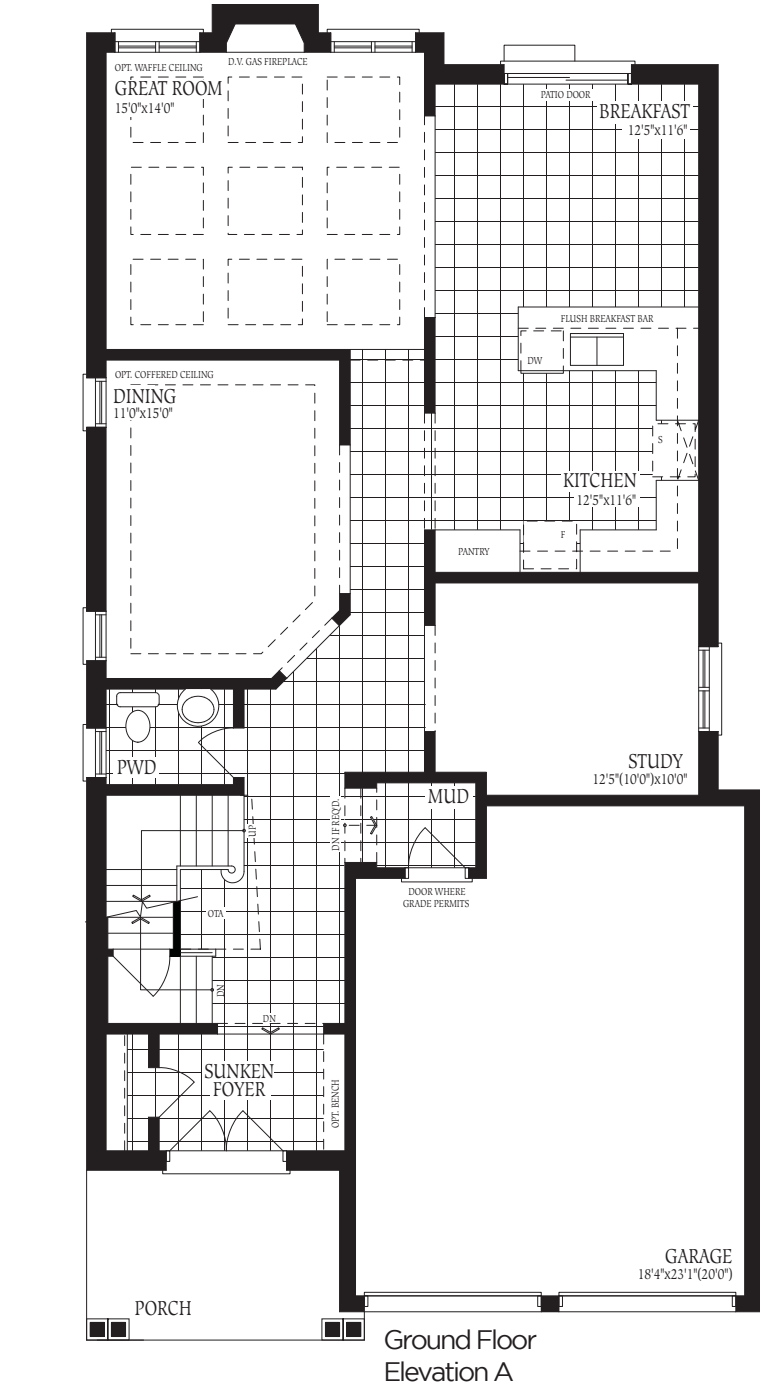 OPT. WAFFLE CEILING
D.V. GAS FIREPLACE
GREAT ROOM
15'0"x14'0"
PATIO DOOR
BREAKFAST
12'5"x11'6"
FLUSH BREAKFAST BAR
DW
OPT. COFFERED CEILING
DINING
11'0"x15'0"
S
KITCHEN
12'5"x11'6"
F
PANTRY
STUDY
12'5"(10'0")x10'0"
PWD
MUD
DN IF REQ'D.
UP
DOOR WHERE
GRADE PERMITS
OTA
DN
DN
SUNKEN
FOYER
OPT. BENCH
GARAGE
18'4"x23'1"(20'0")
PORCH
Ground Floor
Elevation A